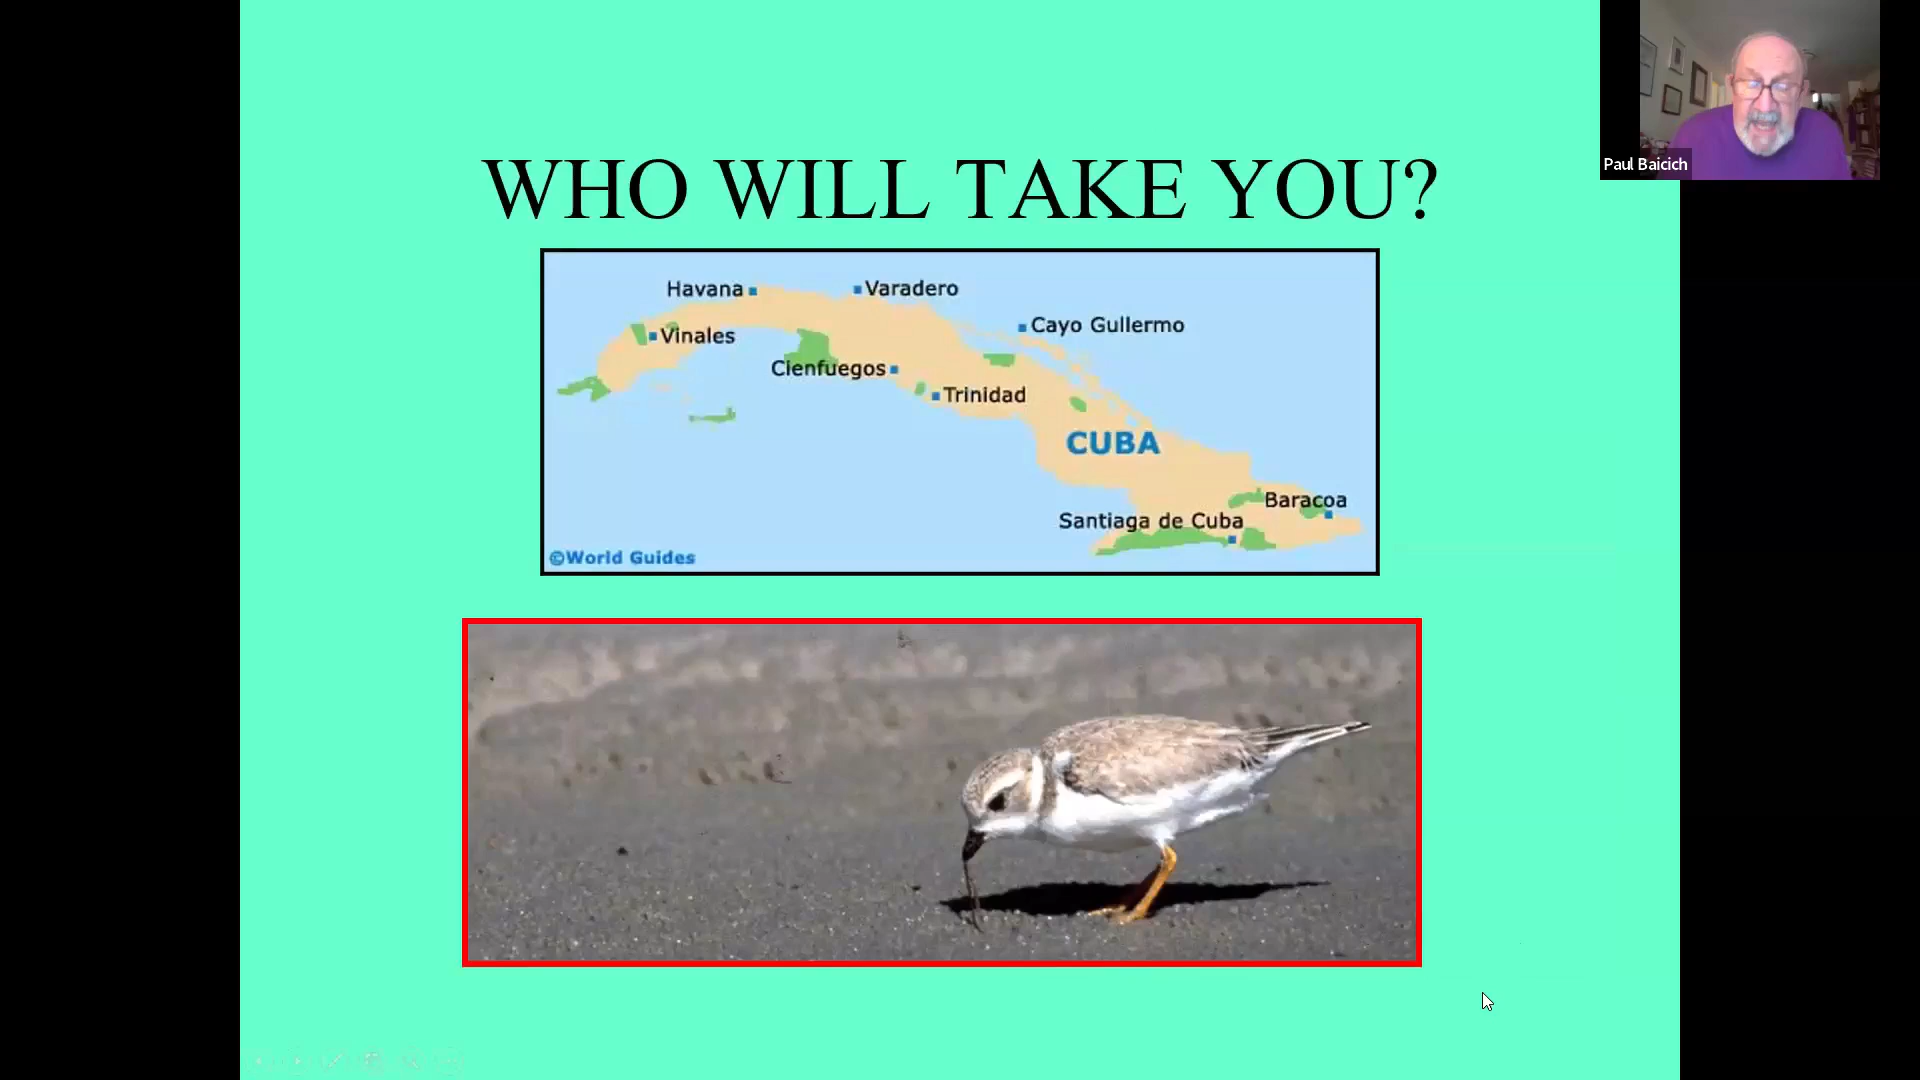 Paul Baicich
WHO WILL TAKE YOU?
Havana
Varadero
Cayo Gullermo
Vinales
Cienfuegos
Trinidad
CUBA
Baracoa
Santiaga de Cuba
©World Guides